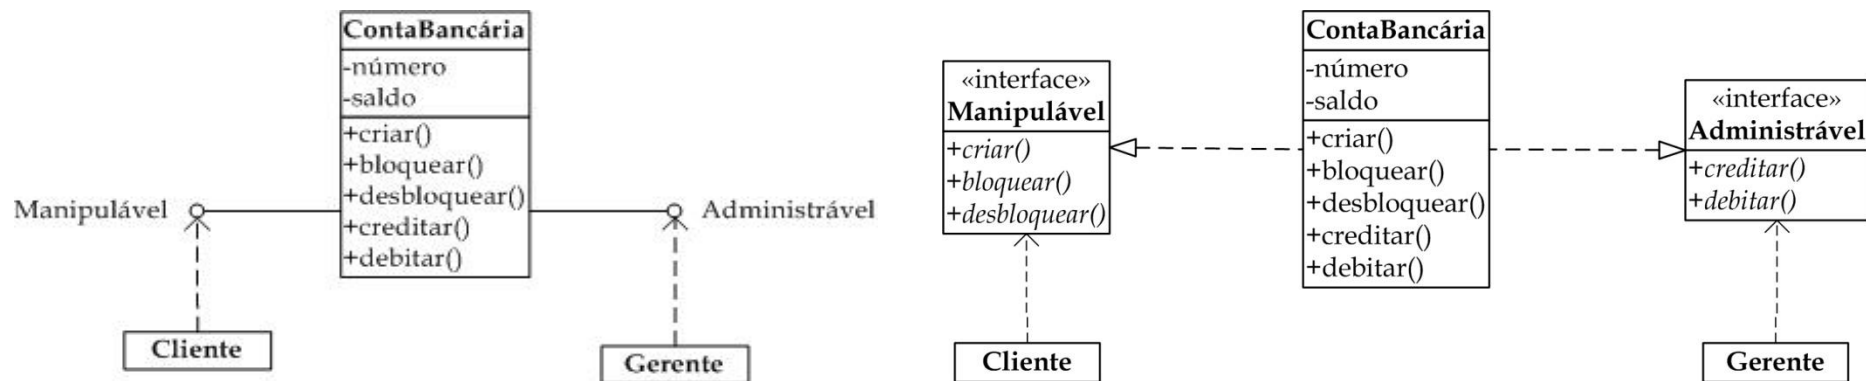 ContaBancária
-número
-saldo
+criar()
+bloquear()
+desbloquear()
+creditar()
+debitar()
Manipulável
Administrável
Cliente
Gerente
«interface»
Manipulável
+criar()
+bloquear()
+desbloquear()
ContaBancária
-número
-saldo
+criar()
+bloquear()
+desbloquear()
+creditar()
+debitar()
«interface»
Administrável
+creditar()
+debitar()
Cliente
Gerente